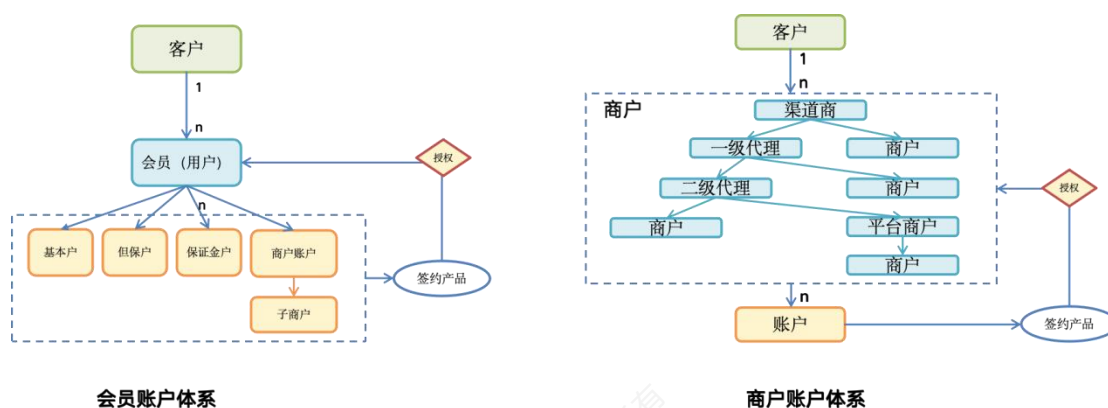 客户
1
n
会员（用户）
授权
n
基本户
但保户
保证金户
商户账户
签约产品
子商户
会员账户体系
客户
1
n
商户
渠道商
一级代理
商户
二级代理
商户
授权
商户
平台商户
商户
n
账户
签约产品
商户账户体系